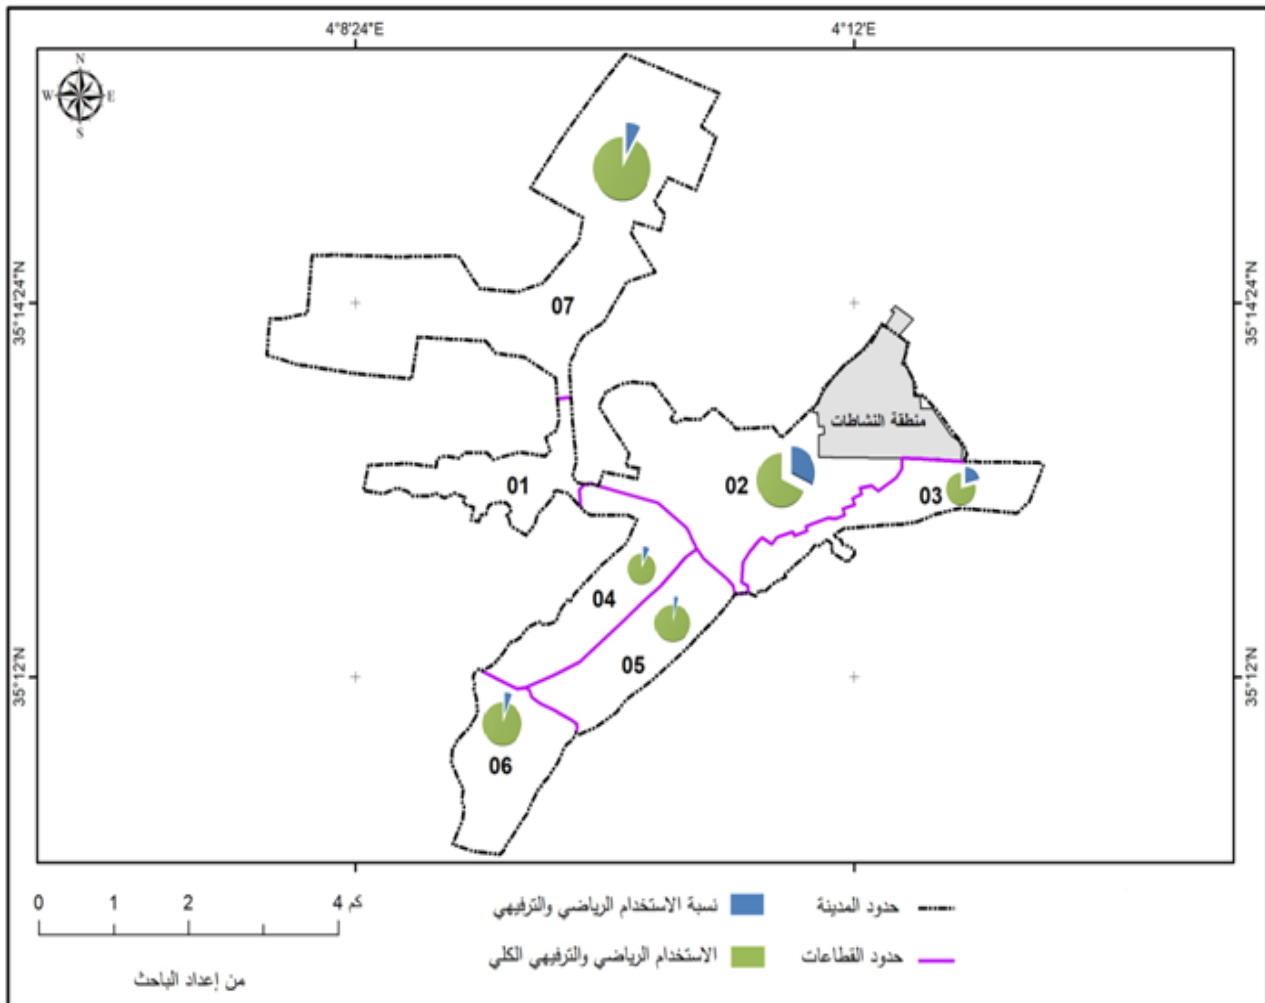 4°8'24"E
4°12'E
N
W E
S
35°14'24"N
35°14'24"N
07
منطقة النشاطات
01
02
03
04
05
06
35°12'N
35°12'N
0 1 2 4 كم
حدود المدينة
نسبة الاستخدام الرياضي والترفيهي
حدود القطاعات
الاستخدام الرياضي والترفيهي الكلي
من إعداد الباحث